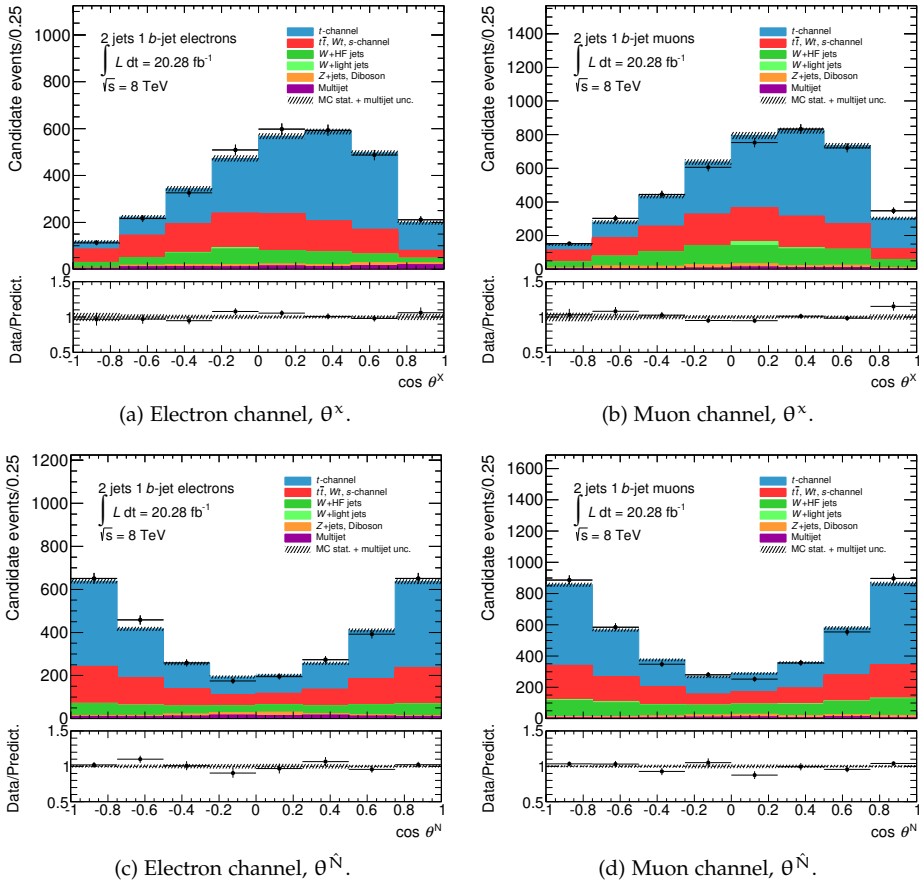 Candidate events/0.25
1000
800
600
400
200
0
2 jets 1 b-jet electrons
∫ L dt = 20.28 fb⁻¹
√s = 8 TeV
t-channel
tt̄, Wt, s-channel
W+HF jets
W+light jets
Z+jets, Diboson
Multijet
MC stat. + multijet unc.
Data/Predict.
1.5
1
0.5
-1 -0.8 -0.6 -0.4 -0.2 0 0.2 0.4 0.6 0.8 1
cos θˣ
(a) Electron channel, θˣ.
Candidate events/0.25
1400
1200
1000
800
600
400
200
0
2 jets 1 b-jet muons
∫ L dt = 20.28 fb⁻¹
√s = 8 TeV
t-channel
tt̄, Wt, s-channel
W+HF jets
W+light jets
Z+jets, Diboson
Multijet
MC stat. + multijet unc.
Data/Predict.
1.5
1
0.5
-1 -0.8 -0.6 -0.4 -0.2 0 0.2 0.4 0.6 0.8 1
cos θˣ
(b) Muon channel, θˣ.
Candidate events/0.25
1200
1000
800
600
400
200
0
2 jets 1 b-jet electrons
∫ L dt = 20.28 fb⁻¹
√s = 8 TeV
t-channel
tt̄, Wt, s-channel
W+HF jets
W+light jets
Z+jets, Diboson
Multijet
MC stat. + multijet unc.
Data/Predict.
1.5
1
0.5
-1 -0.8 -0.6 -0.4 -0.2 0 0.2 0.4 0.6 0.8 1
cos θᴺ
(c) Electron channel, θᴺ̂.
Candidate events/0.25
1600
1400
1200
1000
800
600
400
200
0
2 jets 1 b-jet muons
∫ L dt = 20.28 fb⁻¹
√s = 8 TeV
t-channel
tt̄, Wt, s-channel
W+HF jets
W+light jets
Z+jets, Diboson
Multijet
MC stat. + multijet unc.
Data/Predict.
1.5
1
0.5
-1 -0.8 -0.6 -0.4 -0.2 0 0.2 0.4 0.6 0.8 1
cos θᴺ
(d) Muon channel, θᴺ̂.